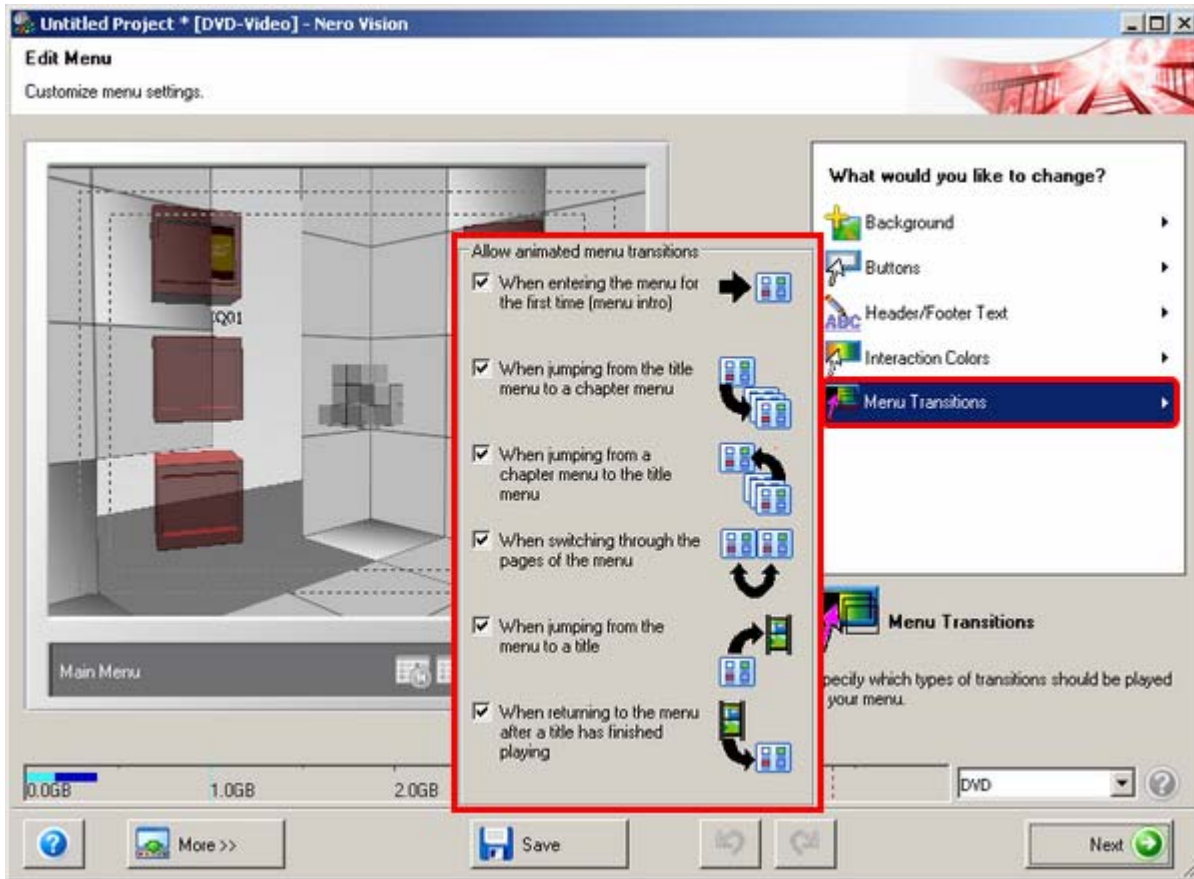 Untitled Project * [DVD-Video] - Nero Vision
Edit Menu
Customize menu settings.
What would you like to change?
Background
Buttons
ABC
Header/Footer Text
Interaction Colors
Menu Transitions
Allow animated menu transitions
When entering the menu for
the first time (menu intro)
When jumping from the title
menu to a chapter menu
When jumping from a
chapter menu to the title
menu
When switching through the
pages of the menu
When jumping from the
menu to a title
When returning to the menu
after a title has finished
playing
Q01
Main Menu
Menu Transitions
pecify which types of transitions should be played
your menu.
0.0GB
1.0GB
2.0GB
DVD
More >>
Save
Next